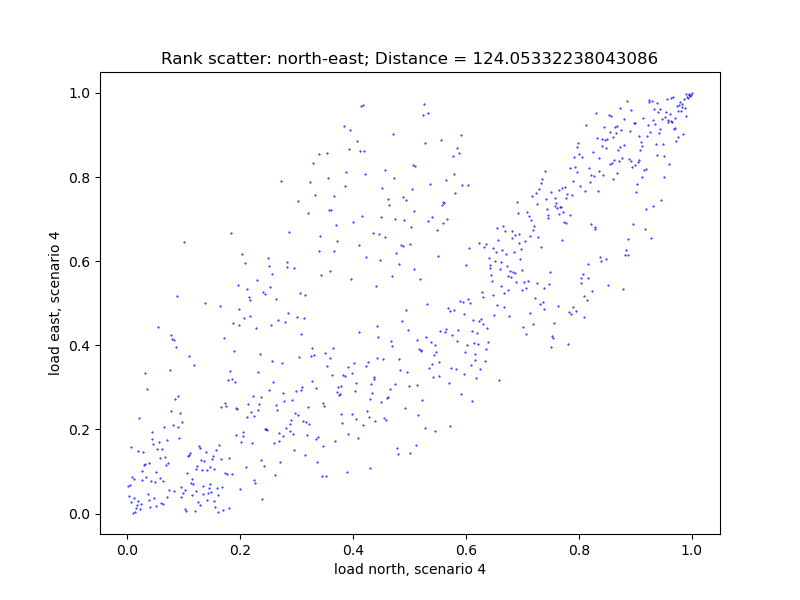 Rank scatter: north-east; Distance = 124.05332238043086
1.0
0.8
0.6
0.4
0.2
0.0
load east, scenario 4
0.0 0.2 0.4 0.6 0.8 1.0
load north, scenario 4